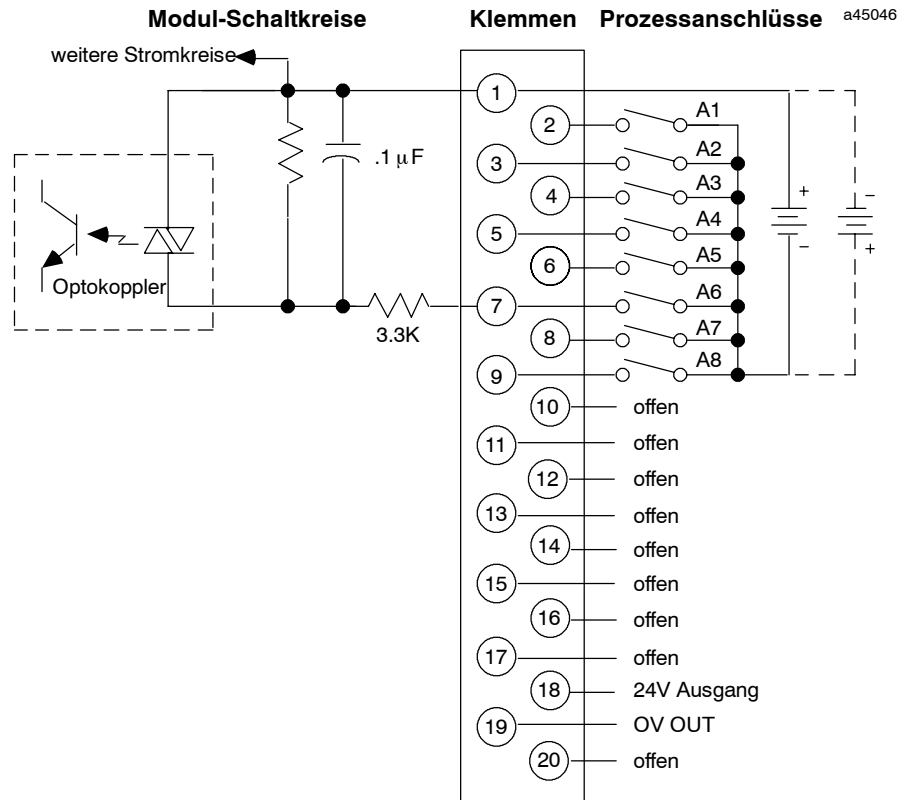 Modul-Schaltkreise Klemmen Prozessanschlüsse a45046
weitere Stromkreise
1
2 A1
3 A2
.1 µF
4 A3
+ −
5 A4
6 A5
− +
Optokoppler
7 A6
3.3K
8 A7
9 A8
10 offen
11 offen
12 offen
13 offen
14 offen
15 offen
16 offen
17 offen
18 24V Ausgang
19 OV OUT
20 offen